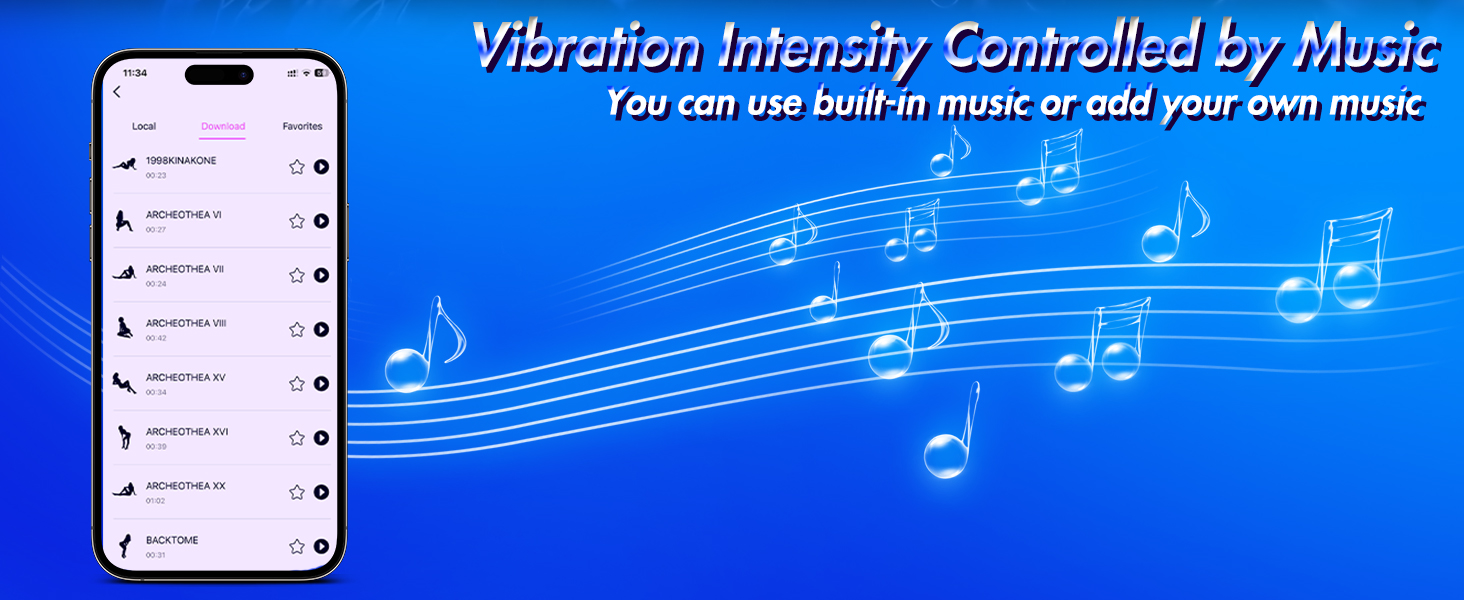 Vibration Intensity Controlled by Music
You can use built-in music or add your own music
11:34
Local Download Favorites
1998KINAKONE
00:23
ARCHEOTHEA VI
00:27
ARCHEOTHEA VII
00:24
ARCHEOTHEA VIII
00:42
ARCHEOTHEA XV
00:34
ARCHEOTHEA XVI
00:39
ARCHEOTHEA XX
01:02
BACKTOME
00:31